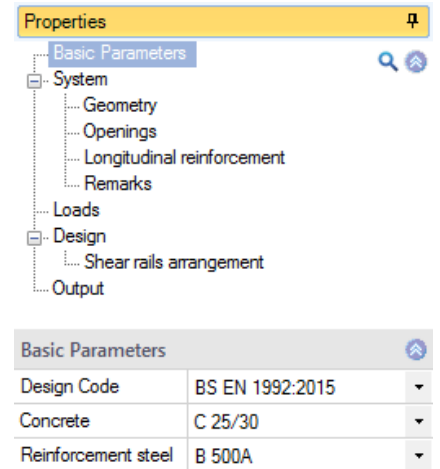 Properties
Basic Parameters
System
Geometry
Openings
Longitudinal reinforcement
Remarks
Loads
Design
Shear rails arrangement
Output
Basic Parameters
Design Code BS EN 1992:2015
Concrete C 25/30
Reinforcement steel B 500A